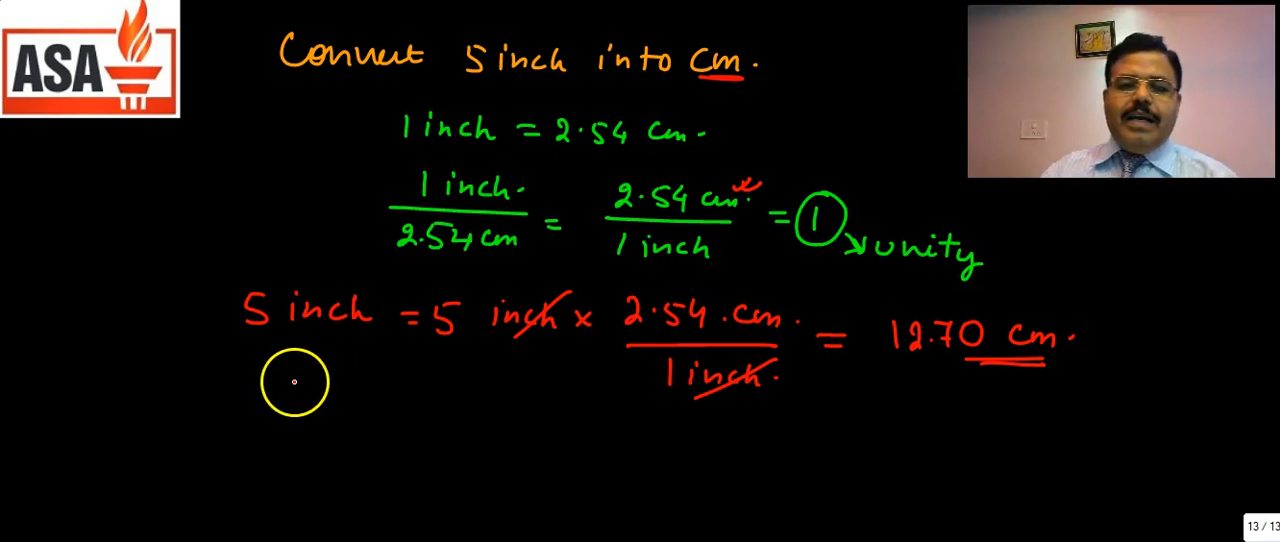 ASA
Convert 5 inch into cm.
1 inch = 2.54 cm.
1 inch. / 2.54 cm = 2.54 cm. / 1 inch = 1 unity
5 inch = 5 inch × 2.54 . cm. / 1 inch. = 12.70 cm.
13 / 13